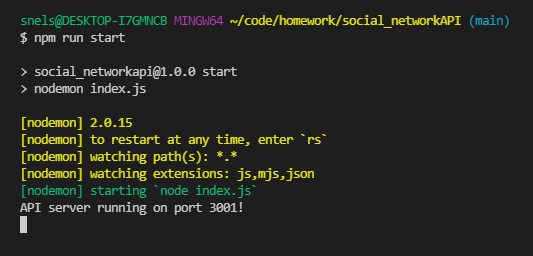 snels@DESKTOP-I7GMNCB MINGW64 ~/code/homework/social_networkAPI (main)
$ npm run start
> social_networkapi@1.0.0 start
> nodemon index.js
[nodemon] 2.0.15
[nodemon] to restart at any time, enter `rs`
[nodemon] watching path(s): *.*
[nodemon] watching extensions: js,mjs,json
[nodemon] starting `node index.js`
API server running on port 3001!